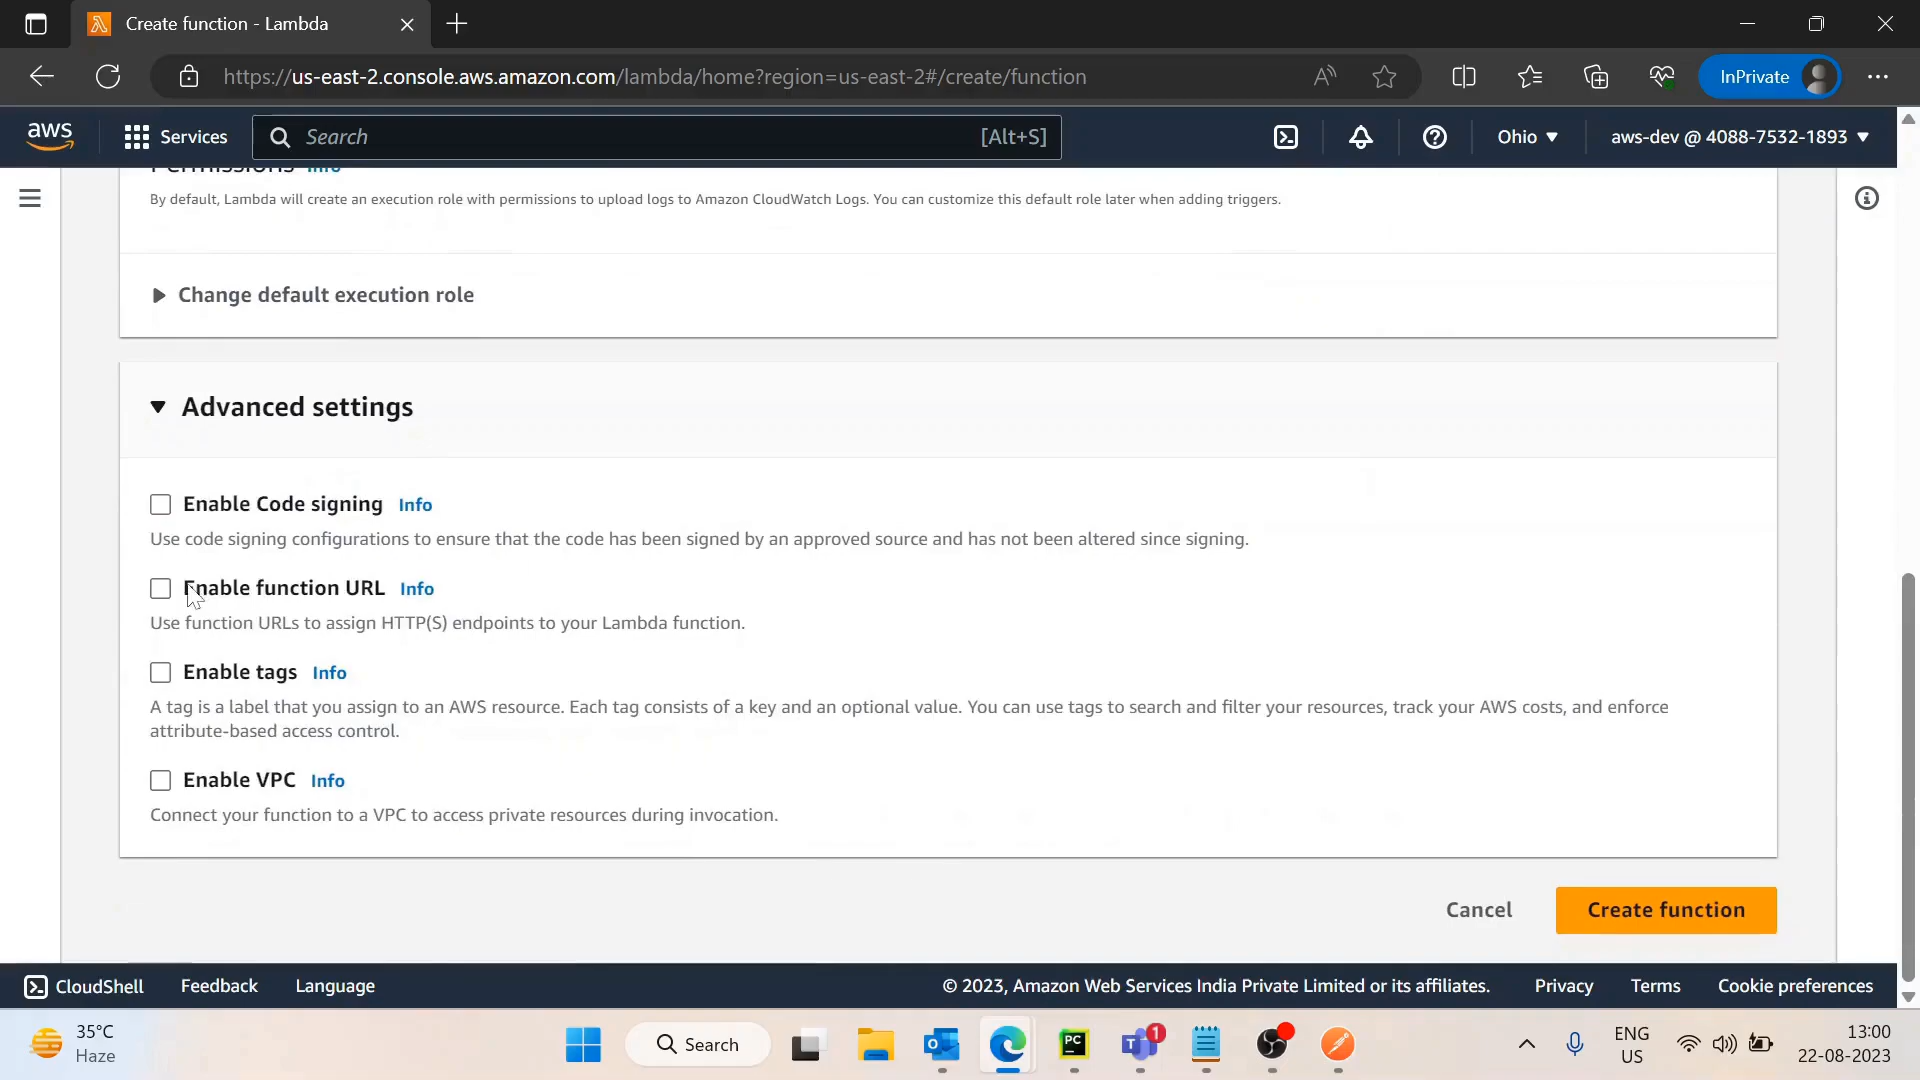 Create function - Lambda
https://us-east-2.console.aws.amazon.com/lambda/home?region=us-east-2#/create/function
InPrivate
aws
Services
Search
[Alt+S]
Ohio
aws-dev @ 4088-7532-1893
Permissions Info
By default, Lambda will create an execution role with permissions to upload logs to Amazon CloudWatch Logs. You can customize this default role later when adding triggers.
Change default execution role
Advanced settings
Enable Code signing Info
Use code signing configurations to ensure that the code has been signed by an approved source and has not been altered since signing.
Enable function URL Info
Use function URLs to assign HTTP(S) endpoints to your Lambda function.
Enable tags Info
A tag is a label that you assign to an AWS resource. Each tag consists of a key and an optional value. You can use tags to search and filter your resources, track your AWS costs, and enforce
attribute-based access control.
Enable VPC Info
Connect your function to a VPC to access private resources during invocation.
Cancel
Create function
CloudShell
Feedback
Language
© 2023, Amazon Web Services India Private Limited or its affiliates.
Privacy
Terms
Cookie preferences
35°C
Haze
Search
PC
1
ENG
US
13:00
22-08-2023